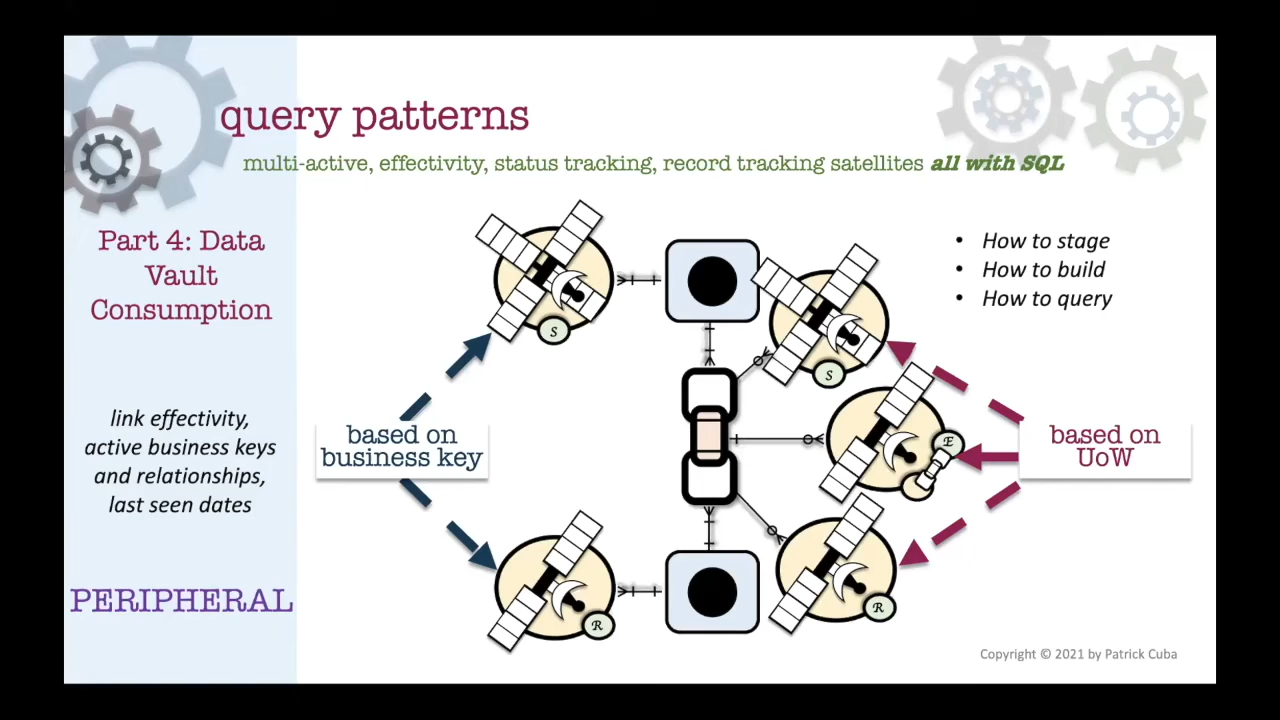 query patterns
multi-active, effectivity, status tracking, record tracking satellites all with SQL
Part 4: Data
Vault
Consumption
link effectivity,
active business keys
and relationships,
last seen dates
PERIPHERAL
• How to stage
• How to build
• How to query
based on
business key
based on
UoW
S
S
E
R
R
Copyright © 2021 by Patrick Cuba